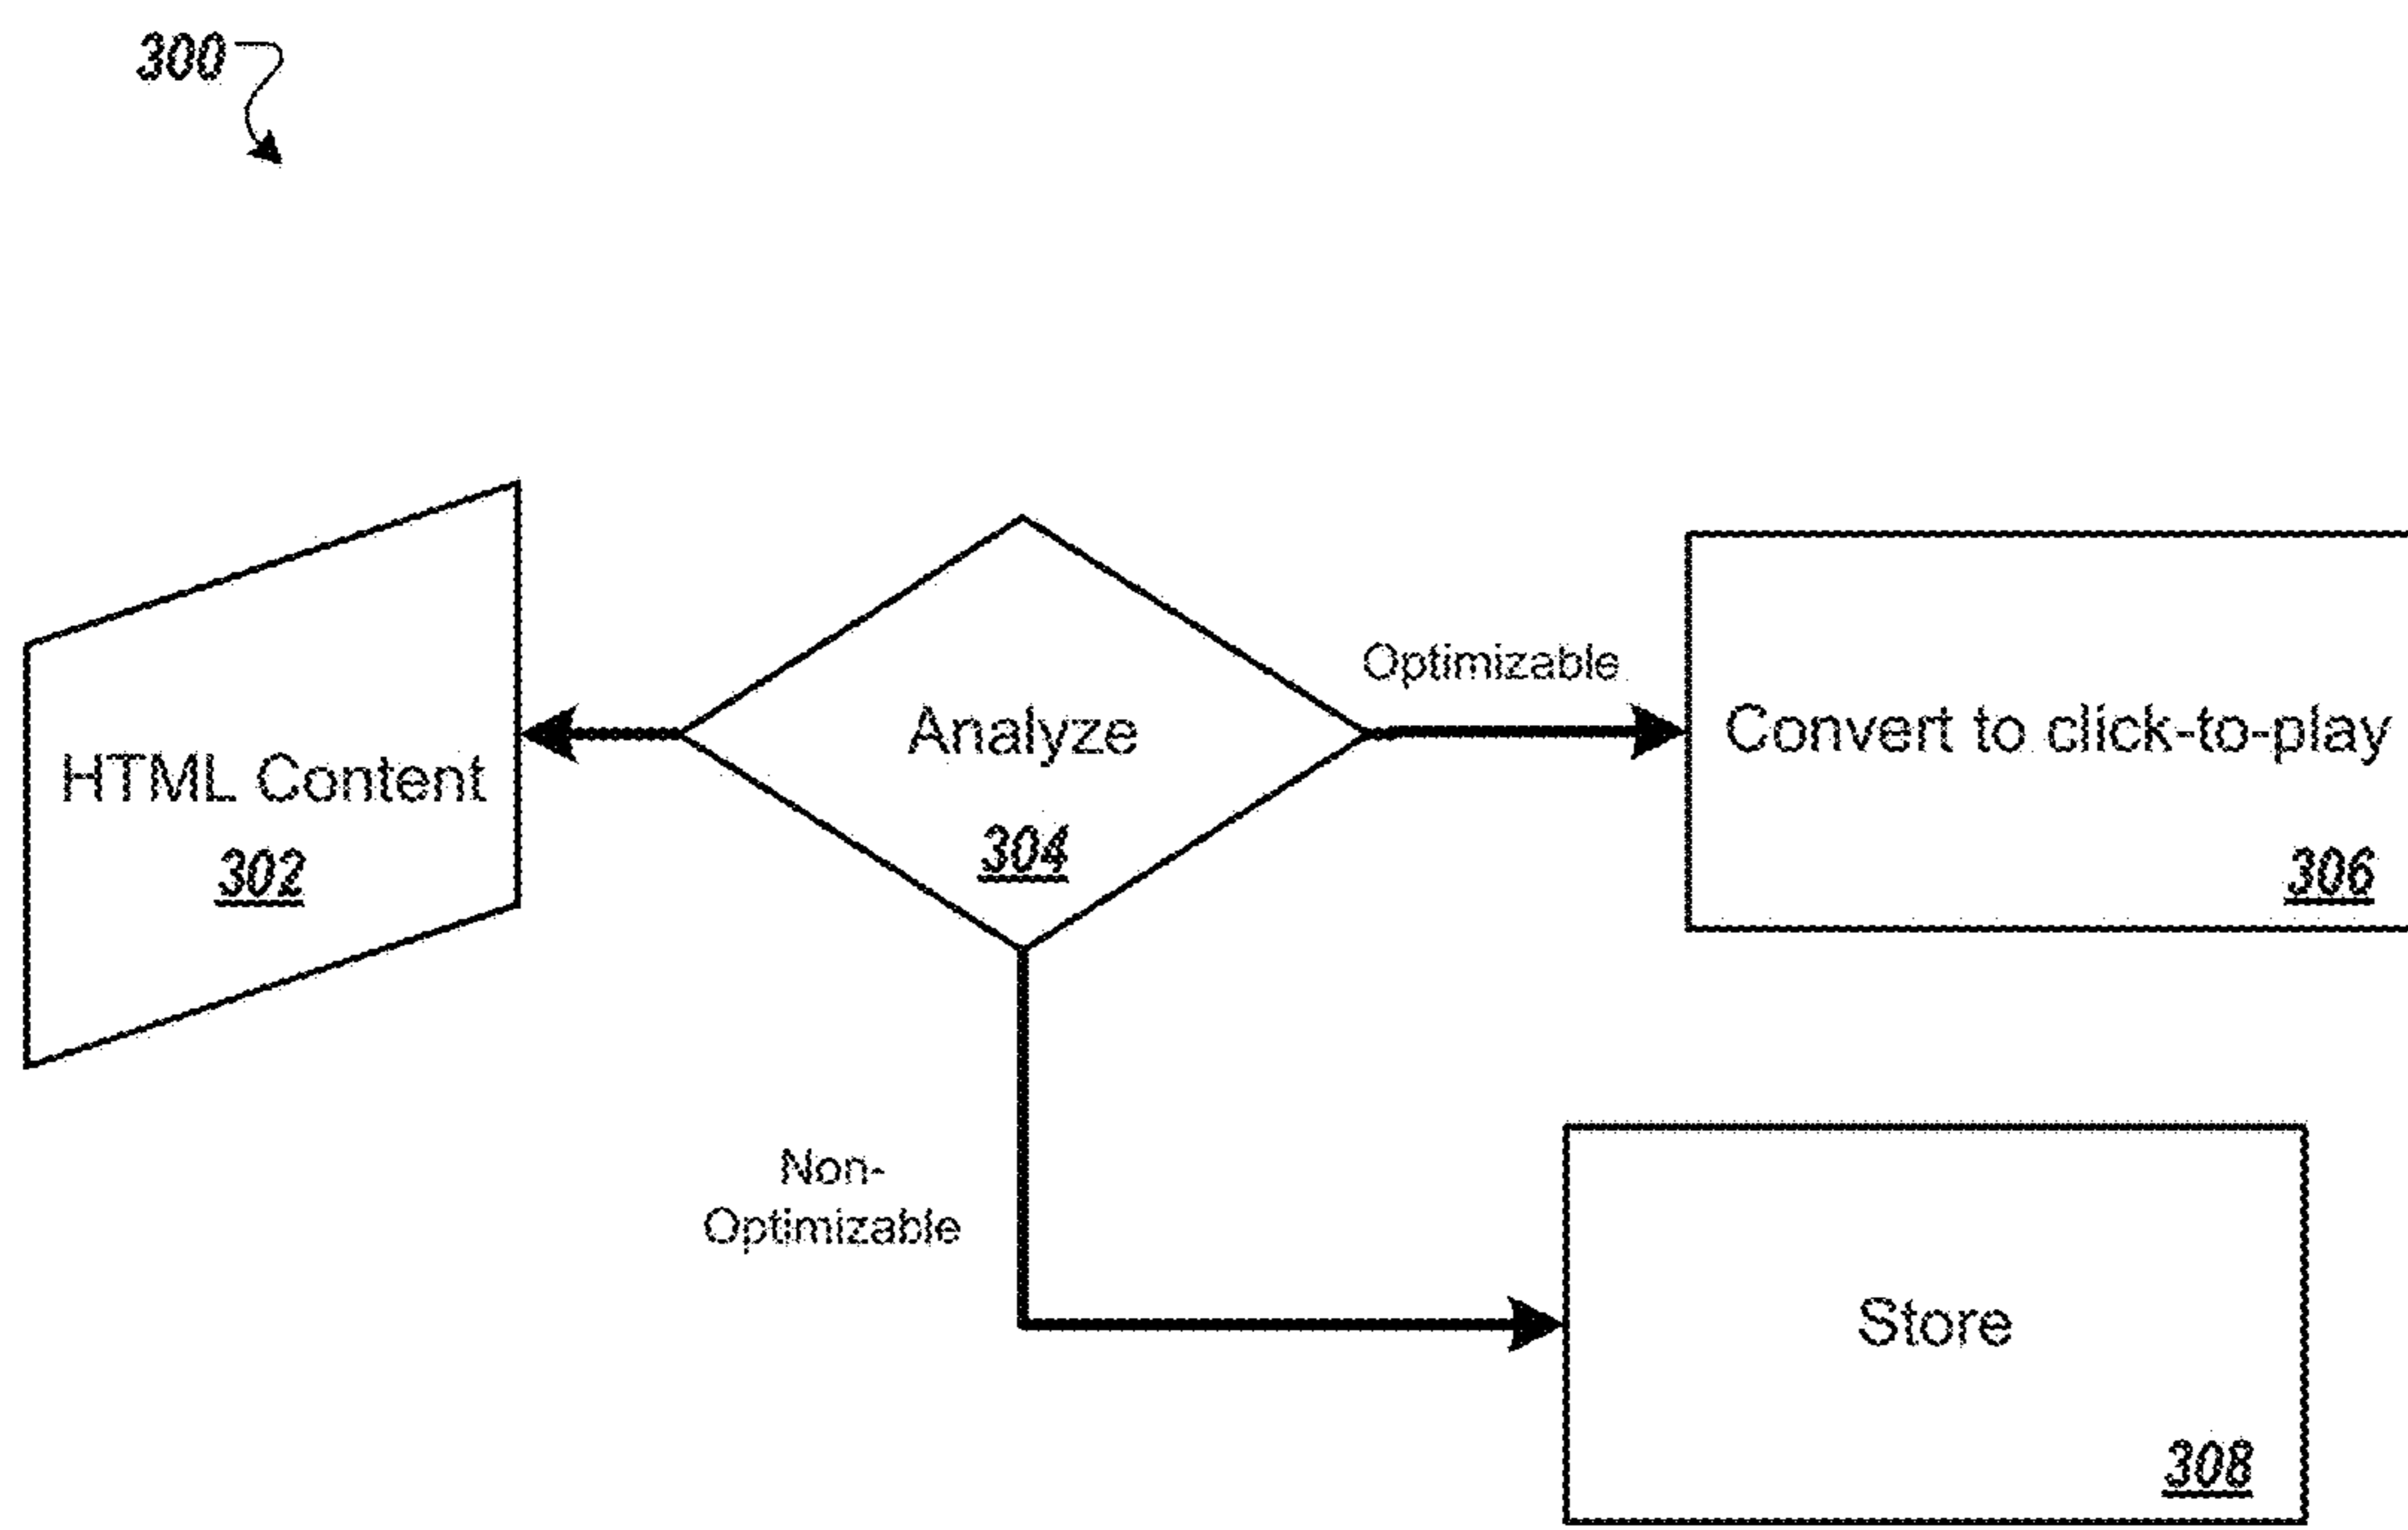 300
HTML Content
302
Analyze
304
Optimizable
Convert to click-to-play
306
Non-
Optimizable
Store
308